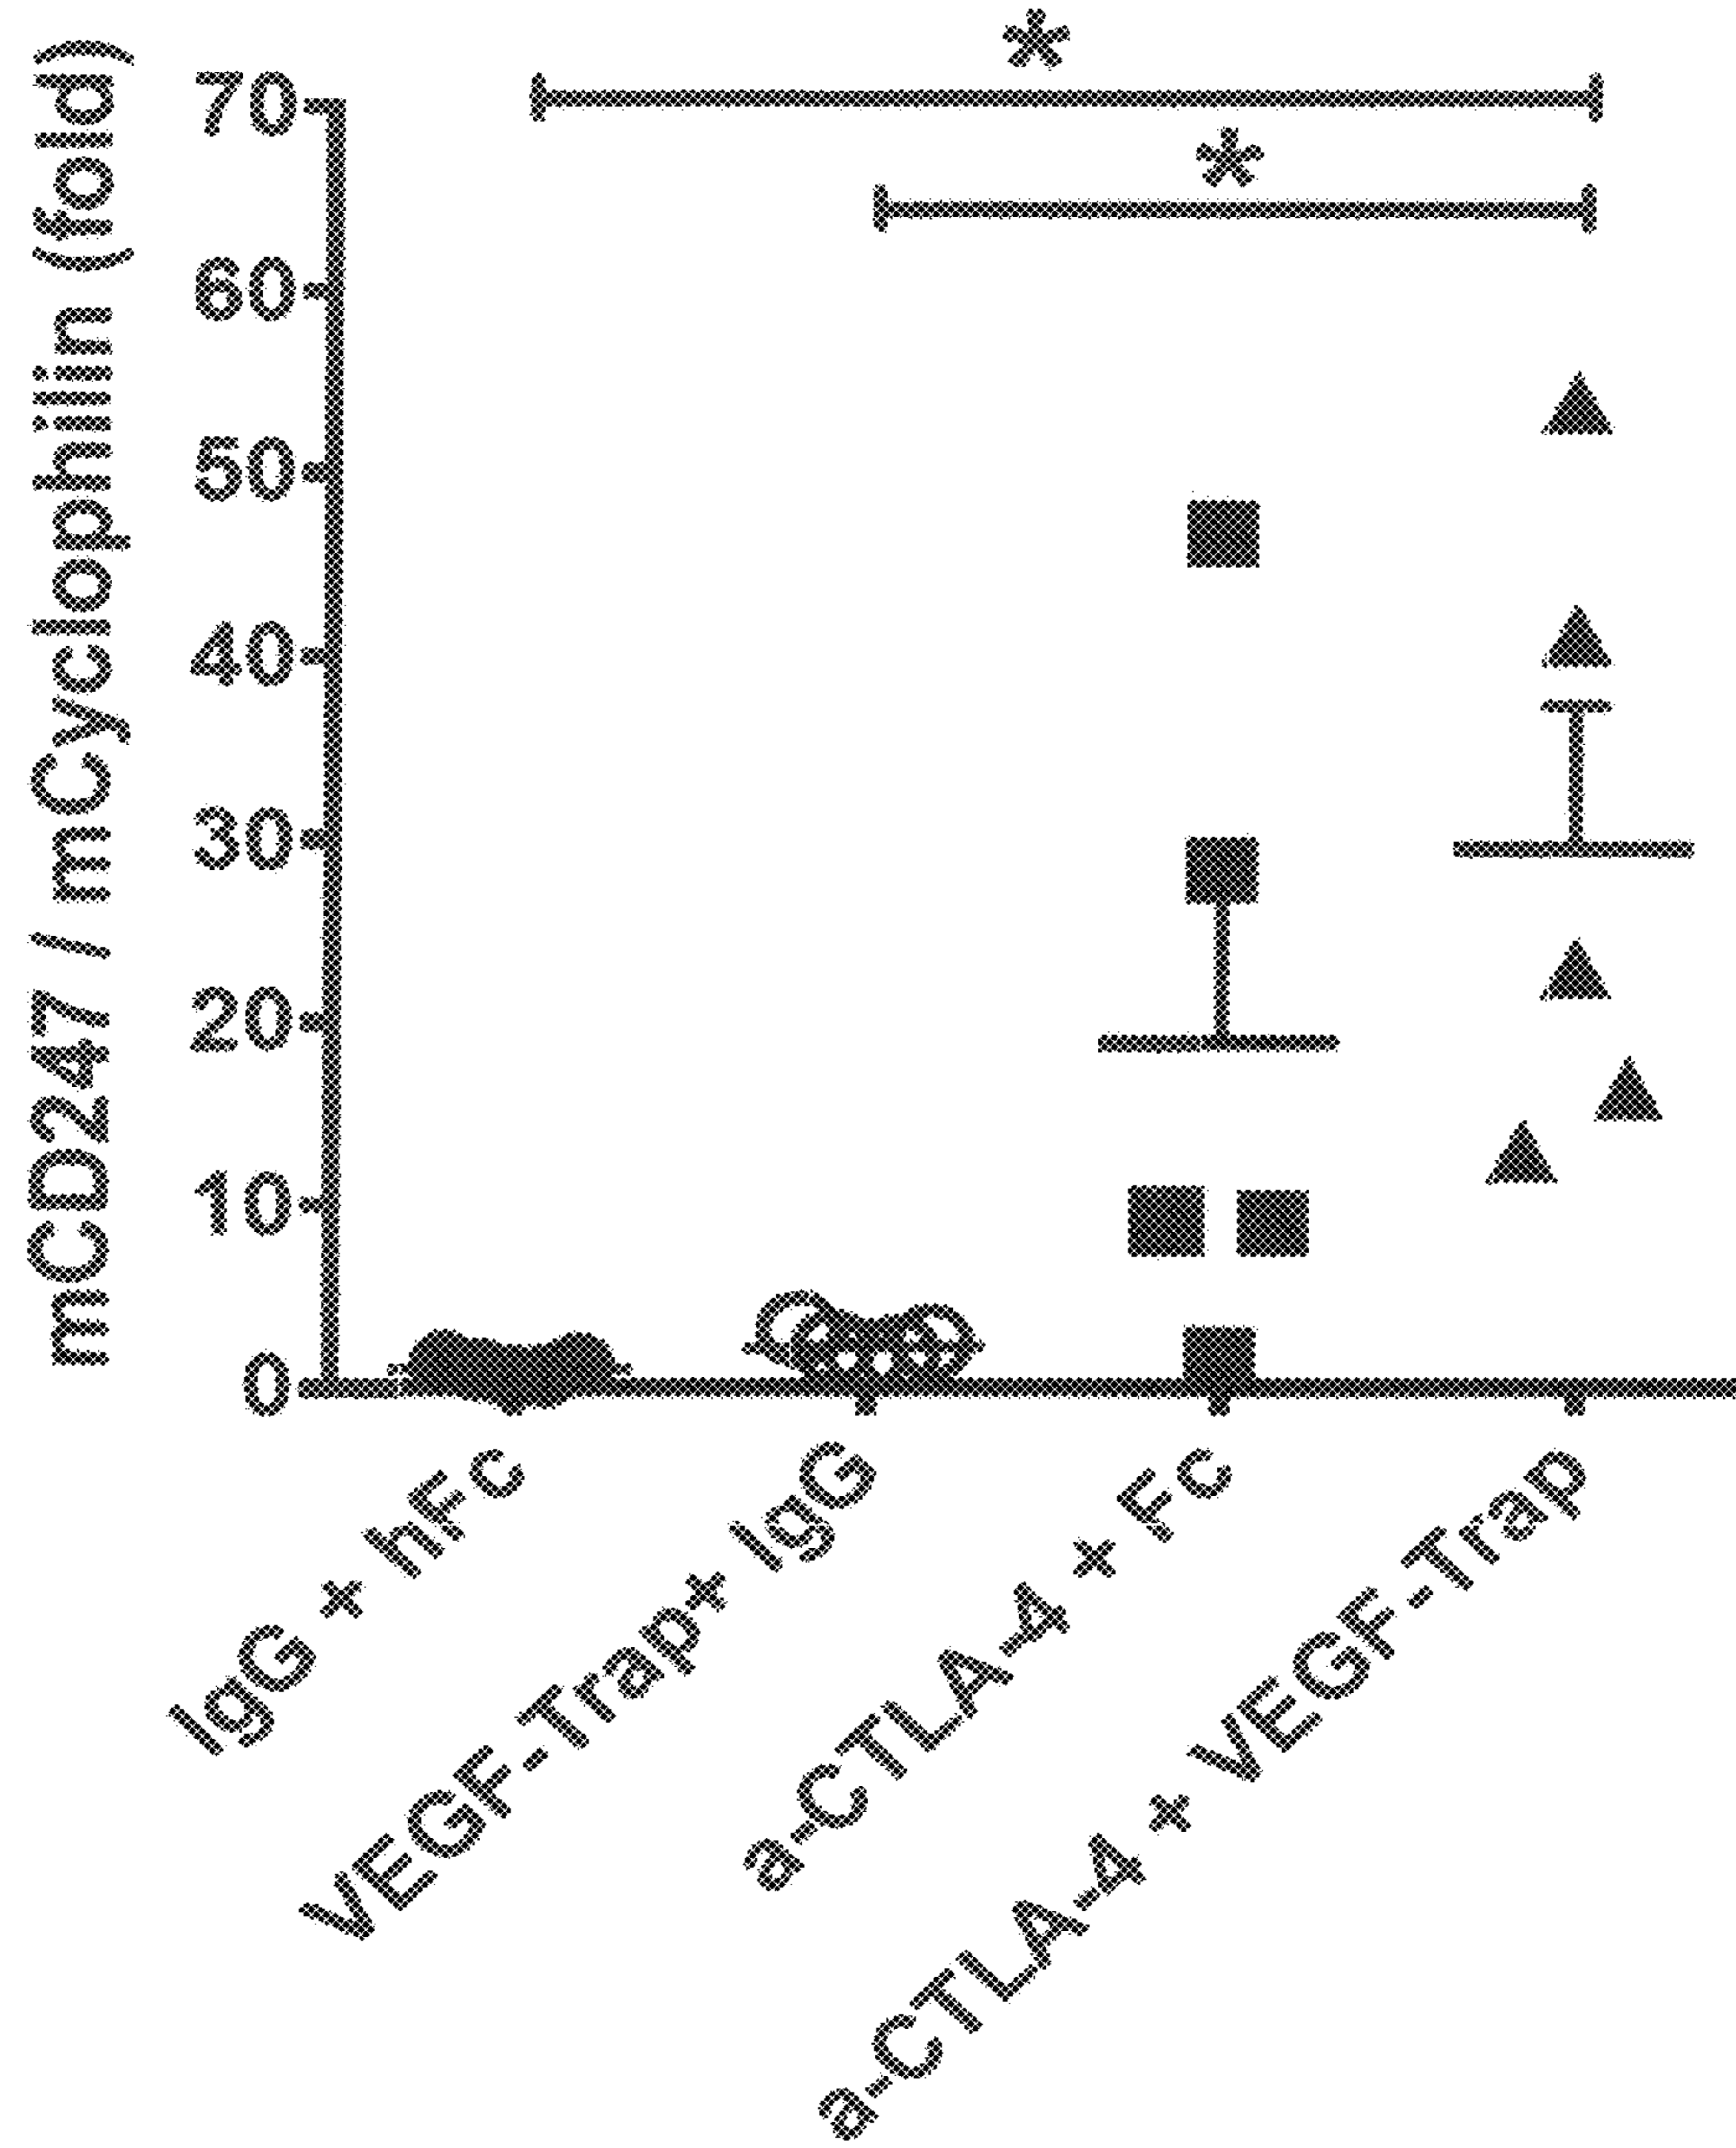 mCD247 / mCyclophilin (fold)
70
60
50
40
30
20
10
0
*
*
IgG + hFc
VEGF-Trap+ IgG
a-CTLA-4 + Fc
a-CTLA-4 + VEGF-Trap